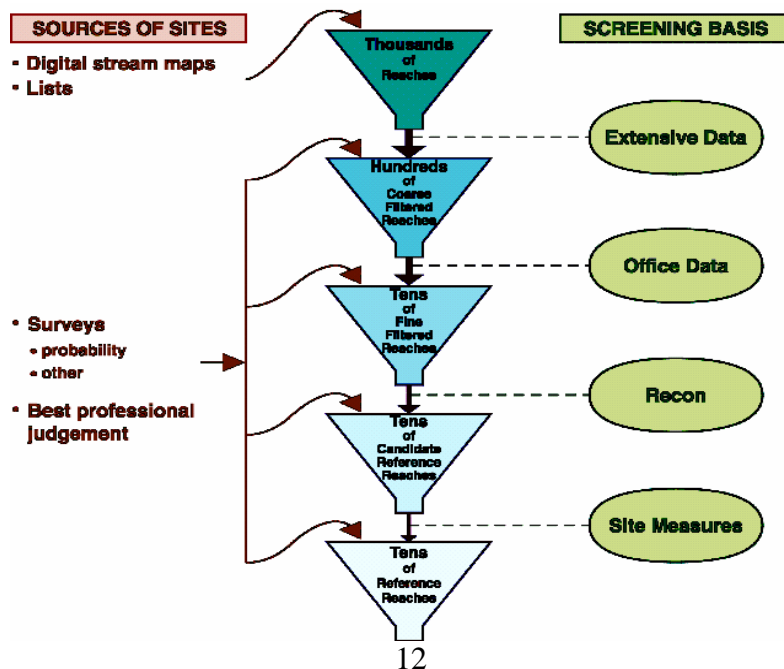 SOURCES OF SITES
• Digital stream maps
• Lists
• Surveys
• probability
• other
• Best professional
judgement
Thousands
of
Reaches
Hundreds
of
Coarse
Filtered
Reaches
Tens
of
Fine
Filtered
Reaches
Tens
of
Candidate
Reference
Reaches
Tens
of
Reference
Reaches
SCREENING BASIS
Extensive Data
Office Data
Recon
Site Measures
12